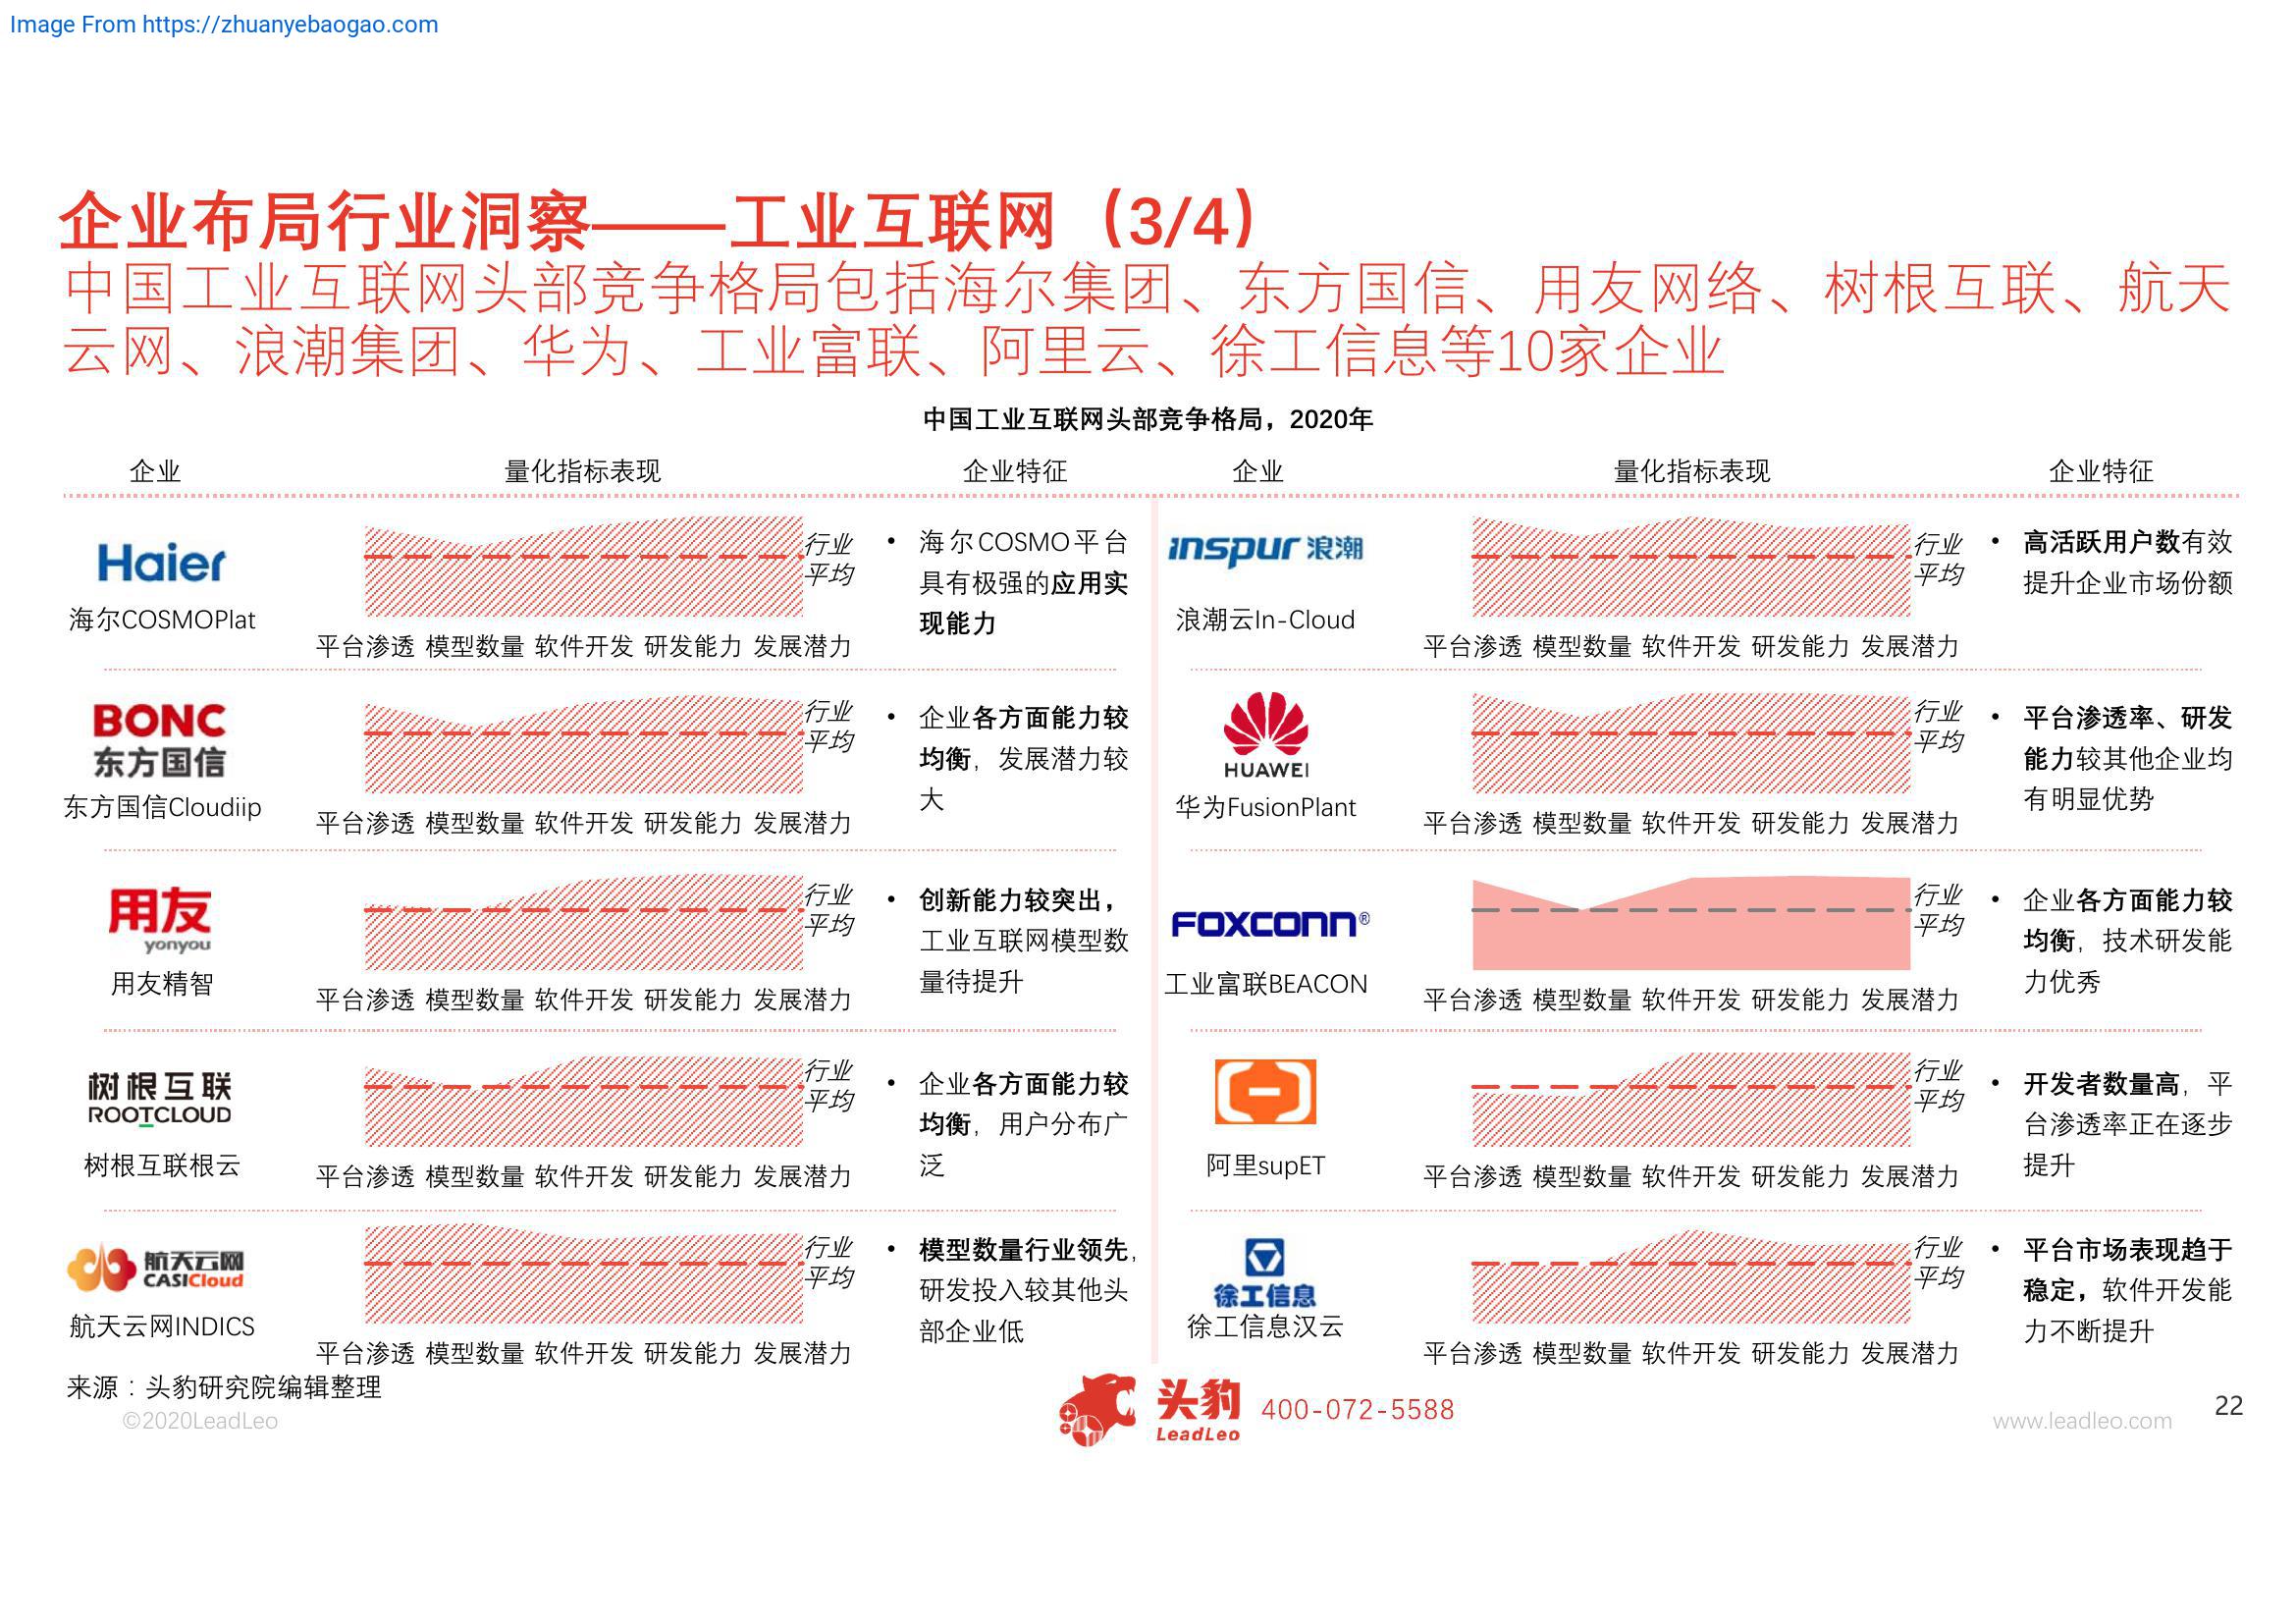 Image From https://zhuanyebaogao.com
企业布局行业洞察——工业互联网（3/4）
中国工业互联网头部竞争格局包括海尔集团、东方国信、用友网络、树根互联、航天
云网、浪潮集团、华为、工业富联、阿里云、徐工信息等10家企业
中国工业互联网头部竞争格局，2020年
企业 量化指标表现 企业特征 企业 量化指标表现 企业特征
Haier
海尔COSMOPlat
行业
平均
平台渗透 模型数量 软件开发 研发能力 发展潜力
• 海尔COSMO平台
具有极强的应用实
现能力
inspur 浪潮
浪潮云In-Cloud
行业
平均
平台渗透 模型数量 软件开发 研发能力 发展潜力
• 高活跃用户数有效
提升企业市场份额
BONC
东方国信
东方国信Cloudiip
行业
平均
平台渗透 模型数量 软件开发 研发能力 发展潜力
• 企业各方面能力较
均衡，发展潜力较
大
HUAWEI
华为FusionPlant
行业
平均
平台渗透 模型数量 软件开发 研发能力 发展潜力
• 平台渗透率、研发
能力较其他企业均
有明显优势
用友
yonyou
用友精智
行业
平均
平台渗透 模型数量 软件开发 研发能力 发展潜力
• 创新能力较突出，
工业互联网模型数
量待提升
FOXCONN®
工业富联BEACON
行业
平均
平台渗透 模型数量 软件开发 研发能力 发展潜力
• 企业各方面能力较
均衡，技术研发能
力优秀
树根互联
ROOTCLOUD
树根互联根云
行业
平均
平台渗透 模型数量 软件开发 研发能力 发展潜力
• 企业各方面能力较
均衡，用户分布广
泛
阿里supET
行业
平均
平台渗透 模型数量 软件开发 研发能力 发展潜力
• 开发者数量高，平
台渗透率正在逐步
提升
航天云网
CASICloud
航天云网INDICS
行业
平均
平台渗透 模型数量 软件开发 研发能力 发展潜力
• 模型数量行业领先，
研发投入较其他头
部企业低
徐工信息
徐工信息汉云
行业
平均
平台渗透 模型数量 软件开发 研发能力 发展潜力
• 平台市场表现趋于
稳定，软件开发能
力不断提升
来源：头豹研究院编辑整理
©2020LeadLeo
头豹
LeadLeo
400-072-5588
www.leadleo.com
22